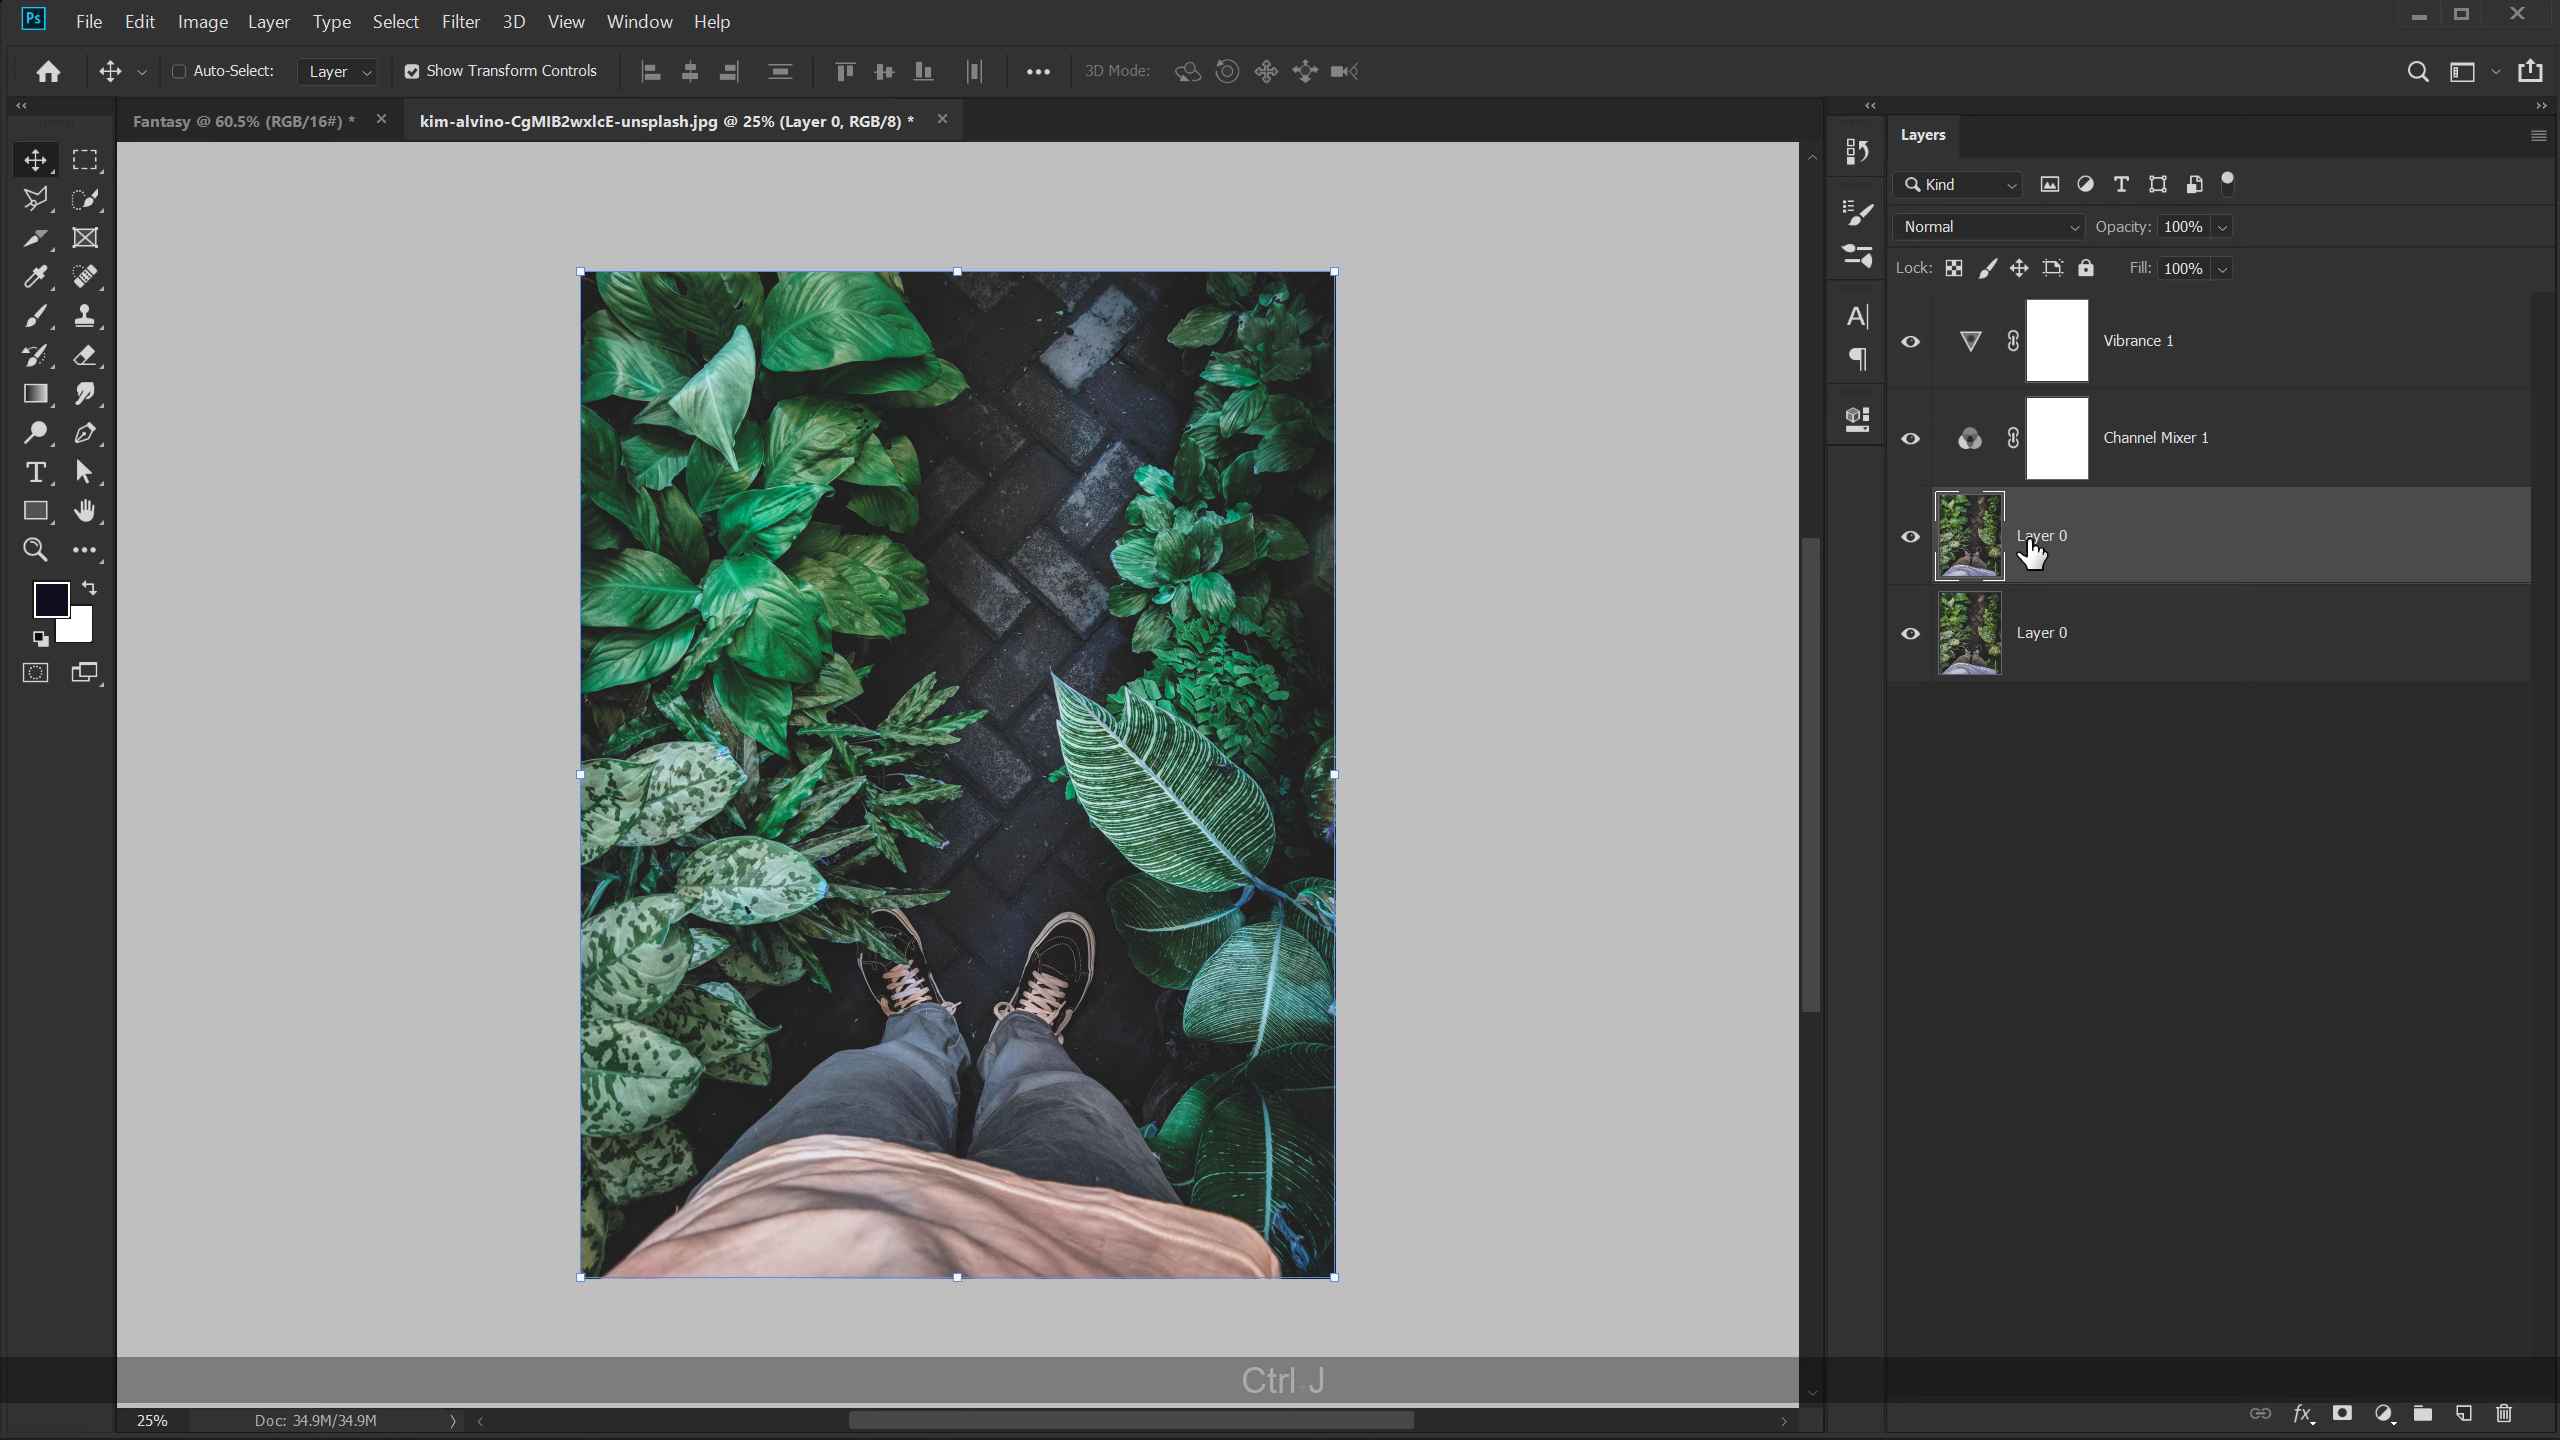 Ps File Edit Image Layer Type Select Filter 3D View Window Help
Auto-Select: Layer Show Transform Controls 3D Mode:
Fantasy @ 60.5% (RGB/16#) * kim-alvino-CgMIB2wxlcE-unsplash.jpg @ 25% (Layer 0, RGB/8) *
Layers
Kind
Normal Opacity: 100%
Lock: Fill: 100%
Vibrance 1
Channel Mixer 1
Layer 0
Layer 0
Ctrl+J
25% Doc: 34.9M/34.9M
fx